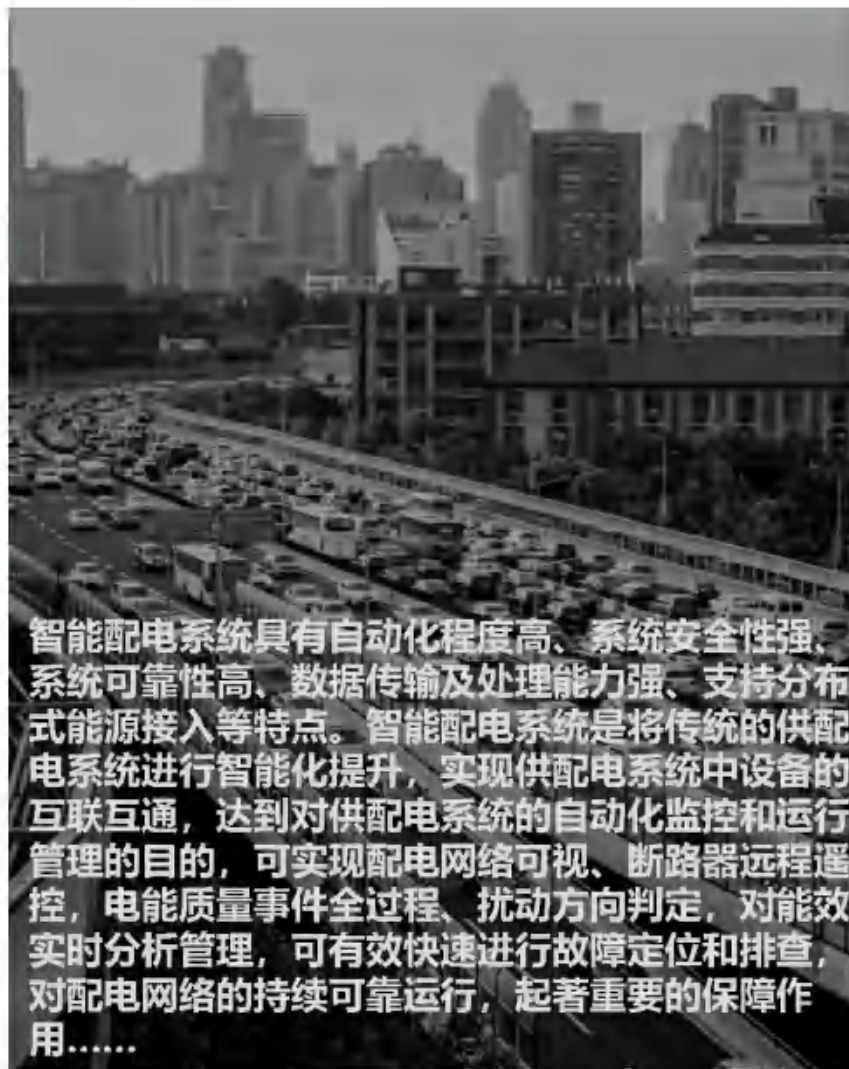 智能配电系统具有自动化程度高、系统安全性强、
系统可靠性高、数据传输及处理能力强、支持分布
式能源接入等特点。智能配电系统是将传统的供配
电系统进行智能化提升，实现供配电系统中设备的
互联互通，达到对供配电系统的自动化监控和运行
管理的目的，可实现配电网络可视、断路器远程遥
控，电能质量事件全过程、扰动方向判定，对能效
实时分析管理，可有效快速进行故障定位和排查，
对配电网络的持续可靠运行，起著重要的保障作
用……